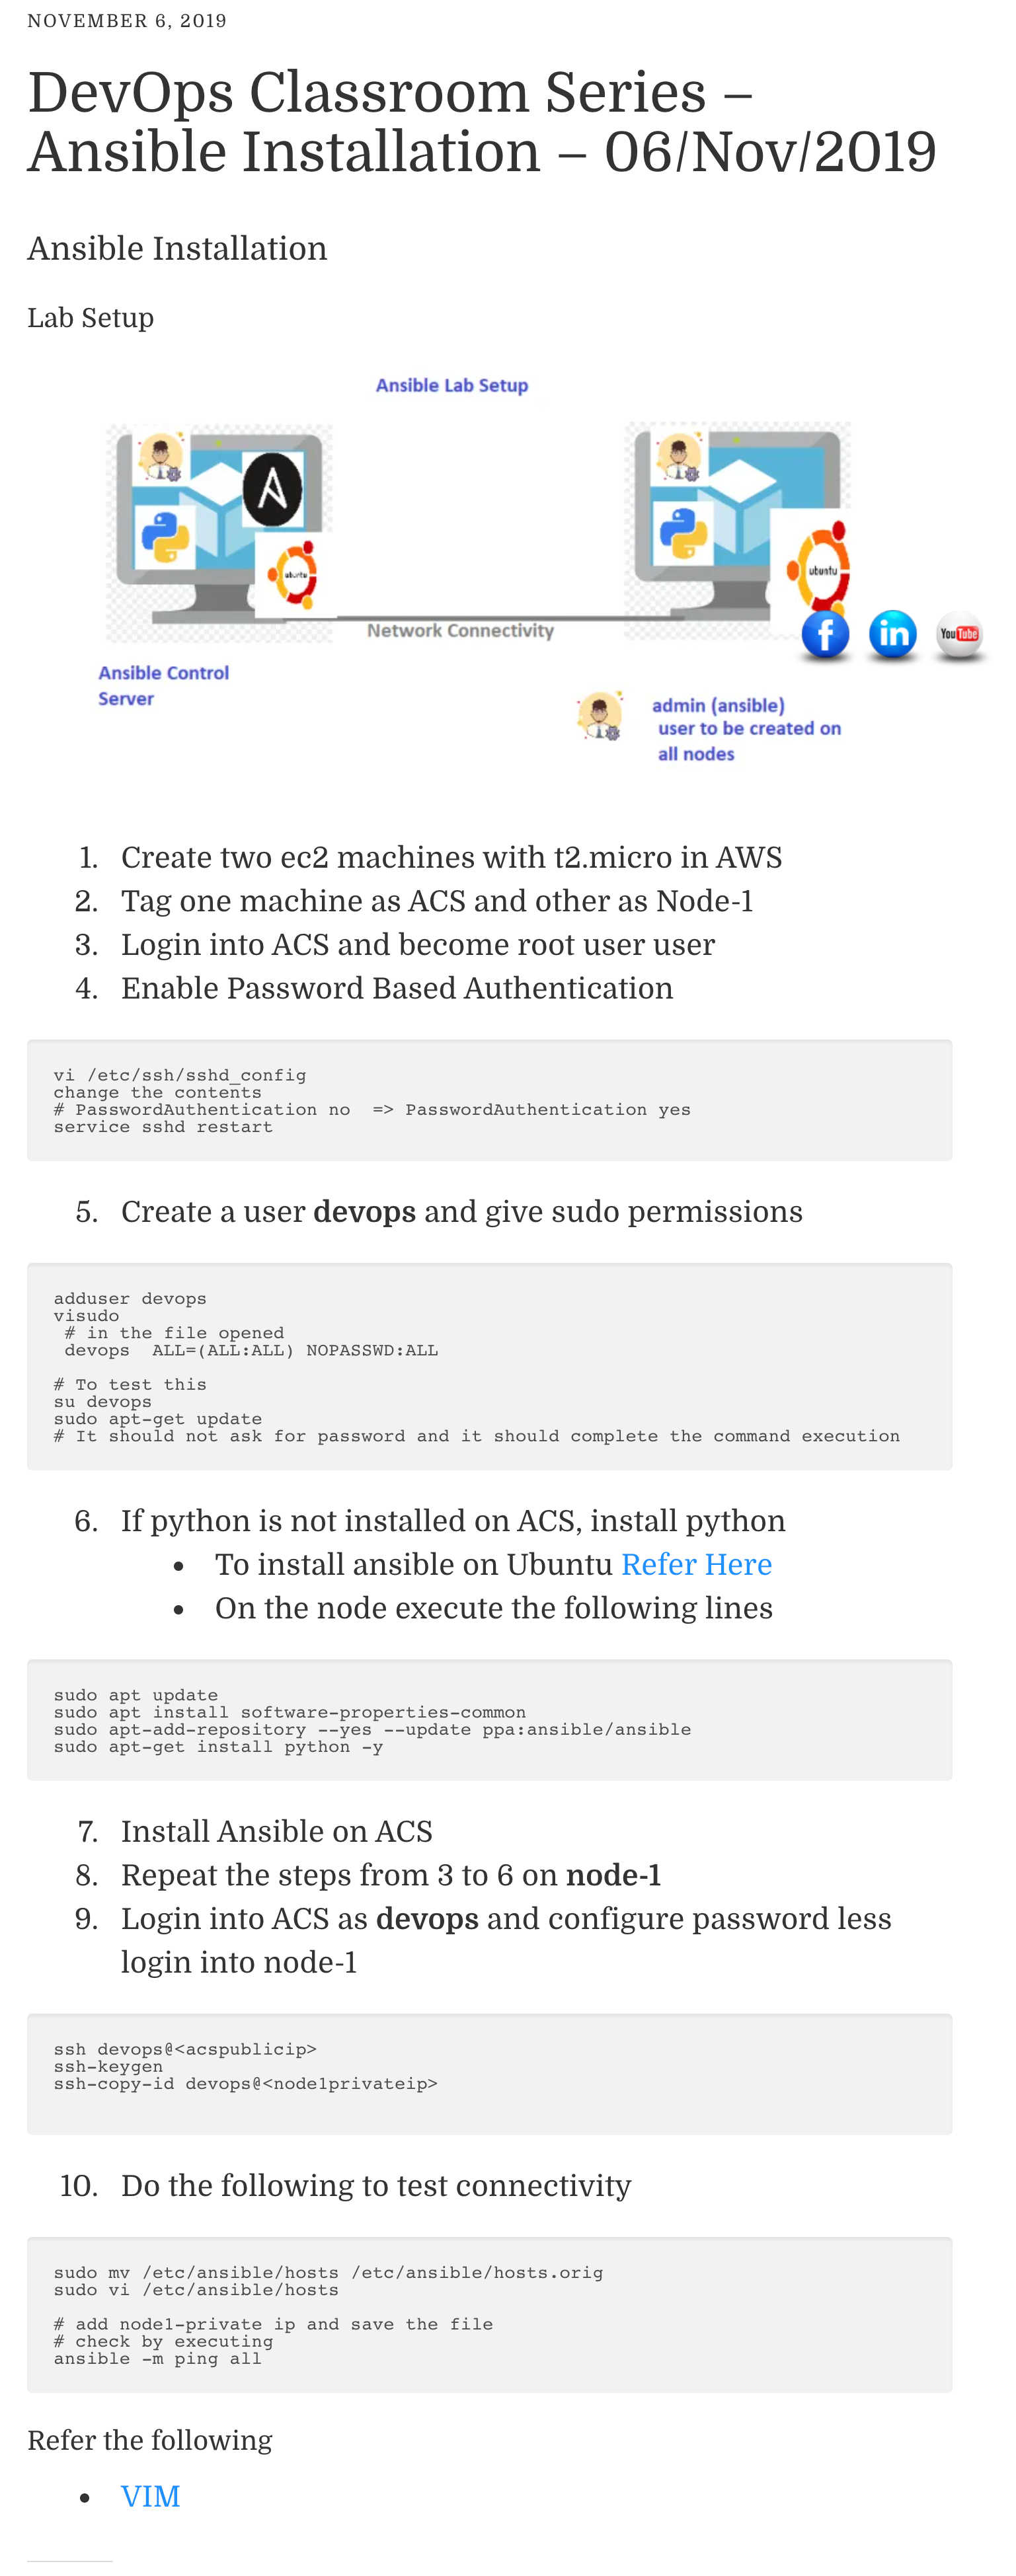 NOVEMBER 6, 2019
DevOps Classroom Series –
Ansible Installation – 06/Nov/2019
Ansible Installation
Lab Setup
Ansible Lab Setup
ubuntu
ubuntu
Network Connectivity
f
in
YouTube
Ansible Control
Server
admin (ansible)
user to be created on
all nodes
1. Create two ec2 machines with t2.micro in AWS
2. Tag one machine as ACS and other as Node-1
3. Login into ACS and become root user user
4. Enable Password Based Authentication
vi /etc/ssh/sshd_config
change the contents
# PasswordAuthentication no  => PasswordAuthentication yes
service sshd restart
5. Create a user devops and give sudo permissions
adduser devops
visudo
 # in the file opened
 devops  ALL=(ALL:ALL) NOPASSWD:ALL
# To test this
su devops
sudo apt-get update
# It should not ask for password and it should complete the command execution
6. If python is not installed on ACS, install python
• To install ansible on Ubuntu Refer Here
• On the node execute the following lines
sudo apt update
sudo apt install software-properties-common
sudo apt-add-repository --yes --update ppa:ansible/ansible
sudo apt-get install python -y
7. Install Ansible on ACS
8. Repeat the steps from 3 to 6 on node-1
9. Login into ACS as devops and configure password less
login into node-1
ssh devops@<acspublicip>
ssh-keygen
ssh-copy-id devops@<node1privateip>
10. Do the following to test connectivity
sudo mv /etc/ansible/hosts /etc/ansible/hosts.orig
sudo vi /etc/ansible/hosts
# add node1-private ip and save the file
# check by executing
ansible -m ping all
Refer the following
• VIM